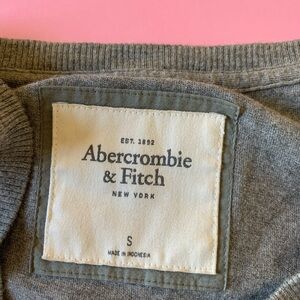 EST. 1892
Abercrombie
& Fitch
NEW YORK
S
MADE IN INDONESIA